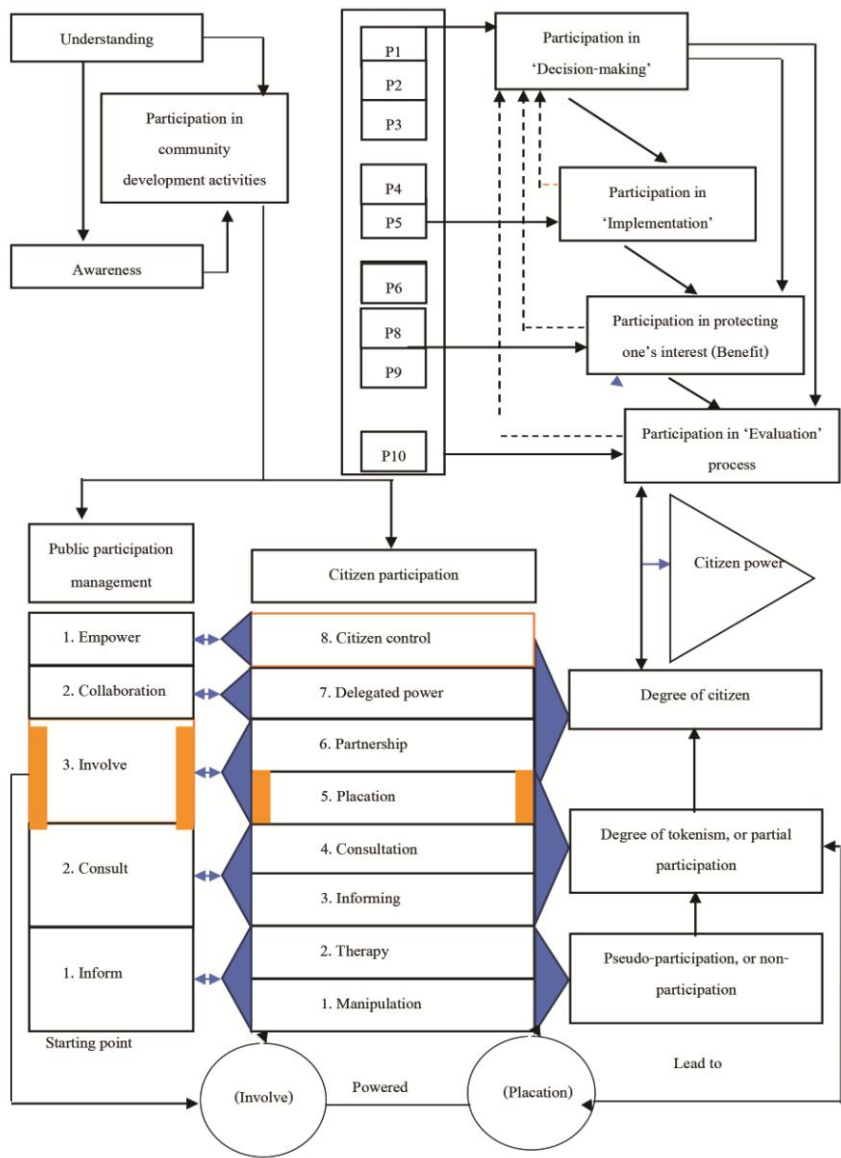 Understanding
Participation in
community
development activities
Awareness
P1
P2
P3
P4
P5
P6
P8
P9
P10
Participation in
‘Decision-making’
Participation in
‘Implementation’
Participation in protecting
one’s interest (Benefit)
Participation in ‘Evaluation’
process
Citizen power
Public participation
management
1. Empower
2. Collaboration
3. Involve
2. Consult
1. Inform
Starting point
Citizen participation
8. Citizen control
7. Delegated power
6. Partnership
5. Placation
4. Consultation
3. Informing
2. Therapy
1. Manipulation
Degree of citizen
Degree of tokenism, or partial
participation
Pseudo-participation, or non-
participation
(Involve)
Powered
(Placation)
Lead to